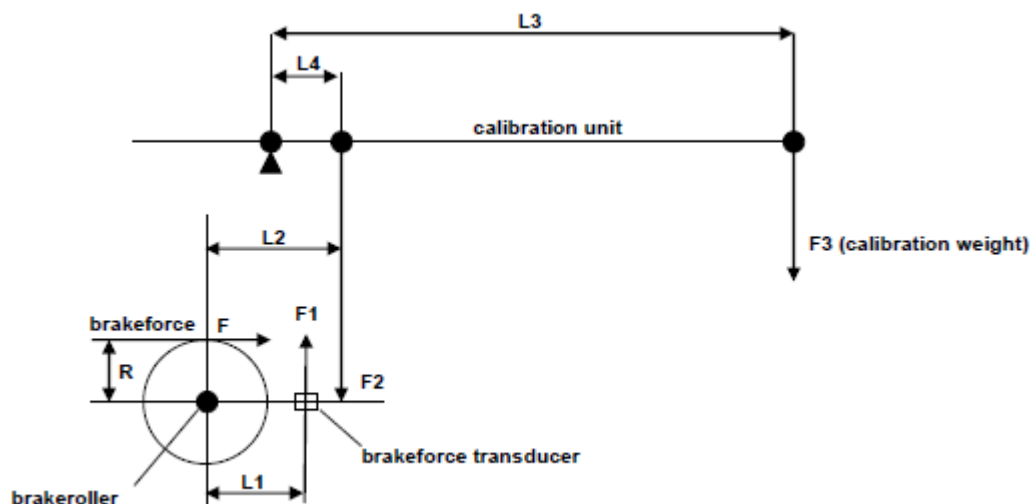 L3
L4
calibration unit
L2
F3 (calibration weight)
F1
brakeforce F
R
F2
brakeforce transducer
L1
brakeroller